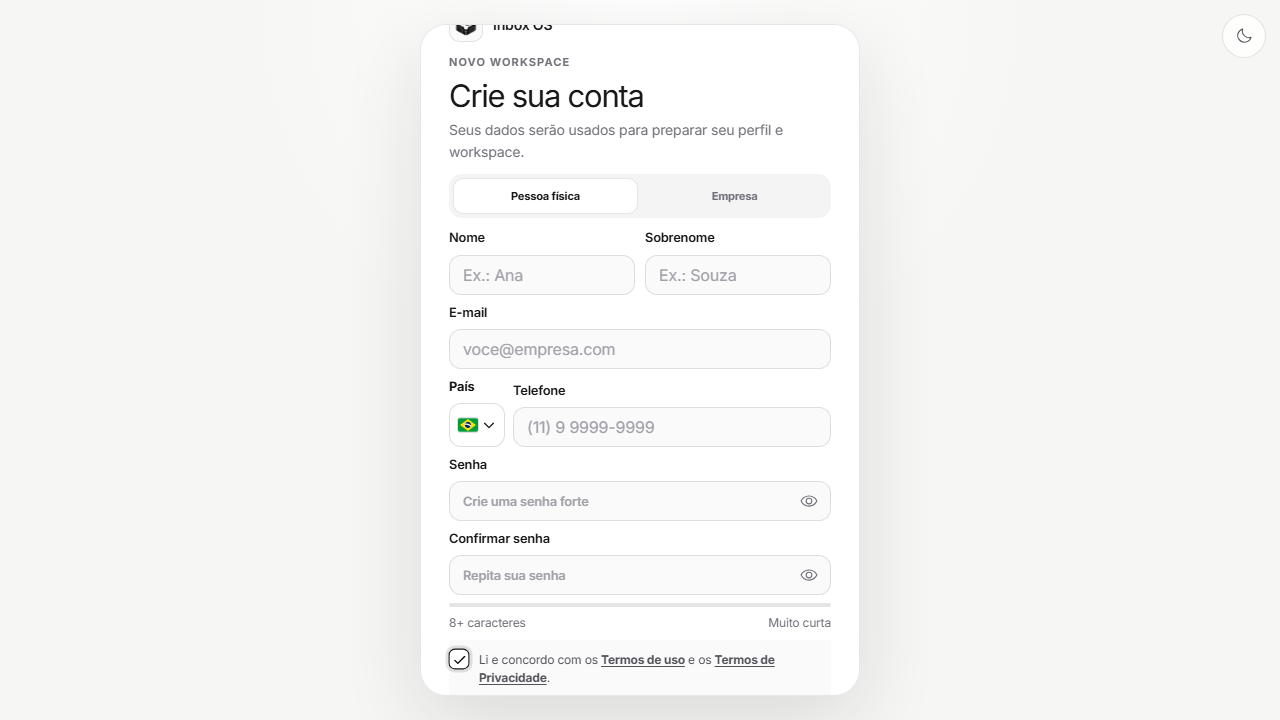 Inbox OS
NOVO WORKSPACE
Crie sua conta
Seus dados serão usados para preparar seu perfil e
workspace.
Pessoa física
Empresa
Nome
Sobrenome
Ex.: Ana
Ex.: Souza
E-mail
voce@empresa.com
País
Telefone
(11) 9 9999-9999
Senha
Crie uma senha forte
Confirmar senha
Repita sua senha
8+ caracteres
Muito curta
Li e concordo com os Termos de uso e os Termos de
Privacidade.